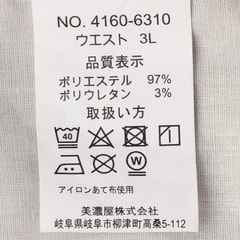 NO. 4160-6310
ウエスト 3L
品質表示
ポリエステル 97%
ポリウレタン 3%
取扱い方
40
W
アイロンあて布使用
美濃屋株式会社
岐阜県岐阜市柳津町高桑5-112